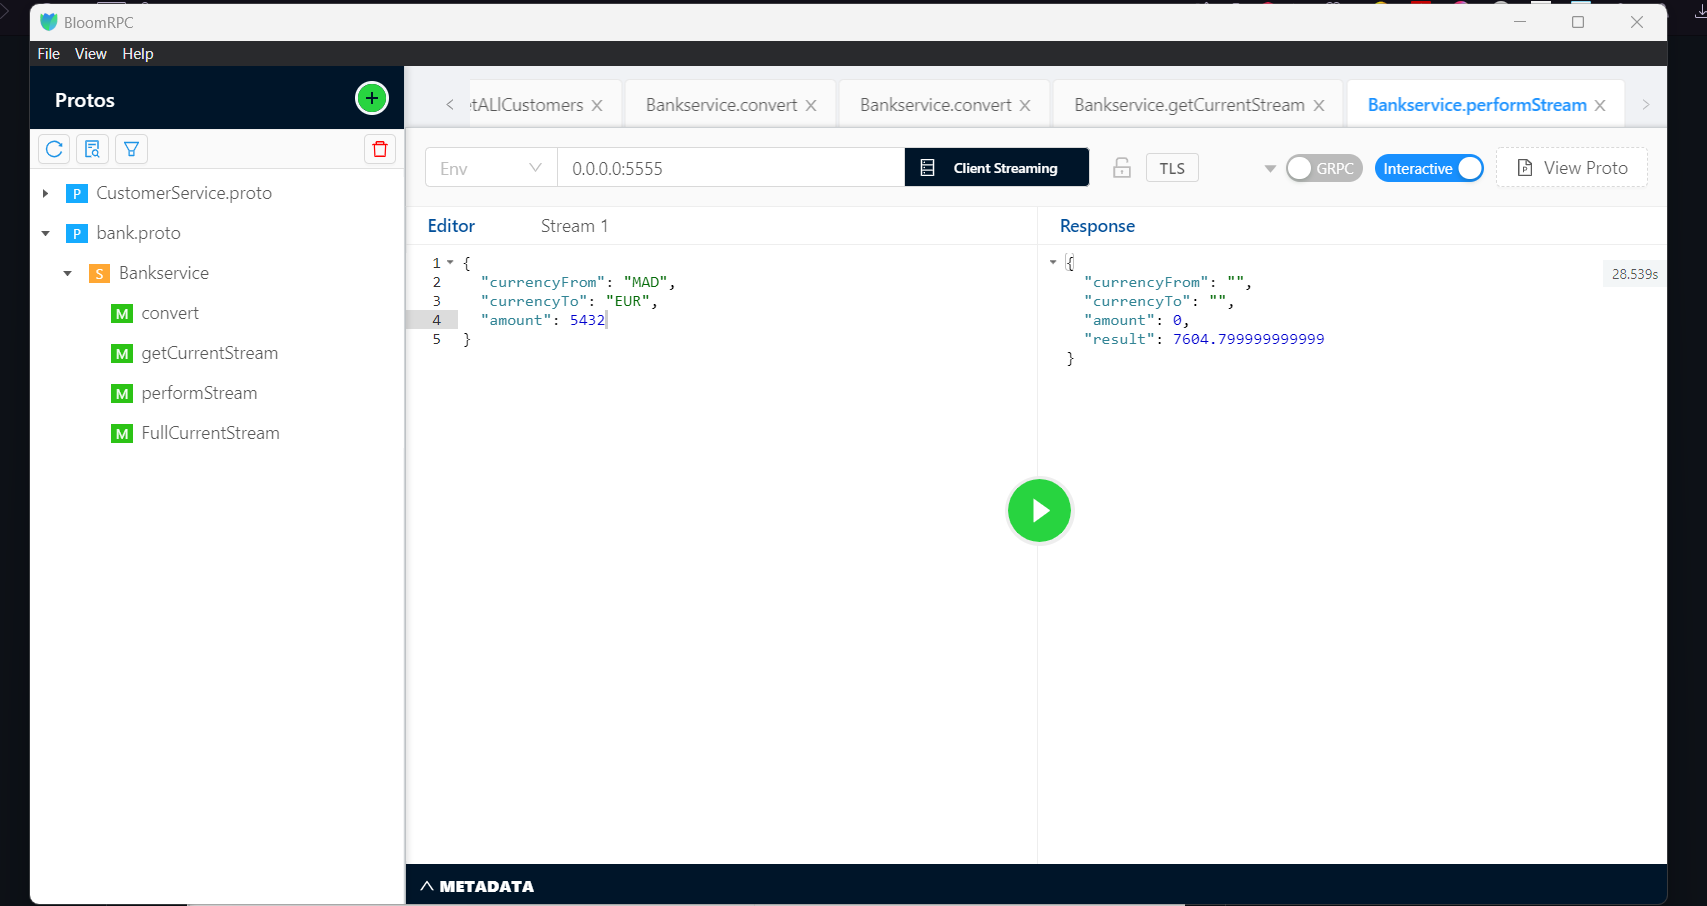 BloomRPC
File View Help
Protos
tALlCustomers
Bankservice.convert
Bankservice.convert
Bankservice.getCurrentStream
Bankservice.performStream
Env
0.0.0.0:5555
Client Streaming
TLS
GRPC
Interactive
View Proto
P CustomerService.proto
P bank.proto
S Bankservice
M convert
M getCurrentStream
M performStream
M FullCurrentStream
Editor
Stream 1
1 {
2 "currencyFrom": "MAD",
3 "currencyTo": "EUR",
4 "amount": 5432
5 }
Response
28.539s
{
"currencyFrom": "",
"currencyTo": "",
"amount": 0,
"result": 7604.799999999999
}
METADATA